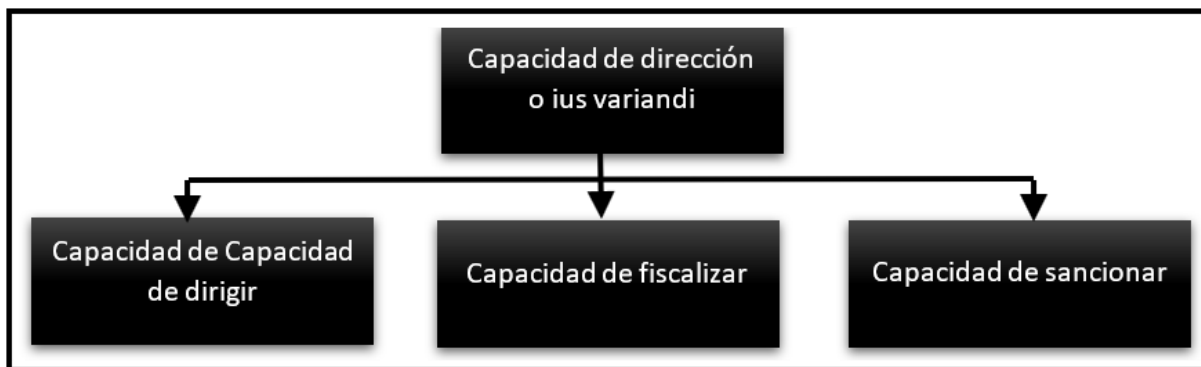 Capacidad de dirección
o ius variandi
Capacidad de Capacidad
de dirigir
Capacidad de fiscalizar
Capacidad de sancionar